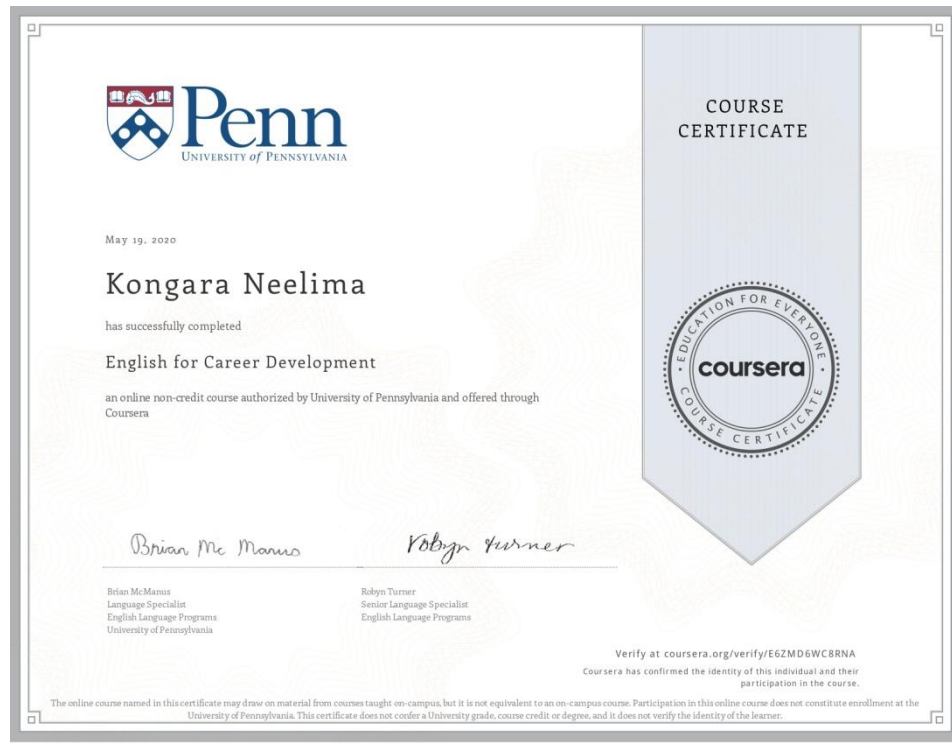 Penn
UNIVERSITY of PENNSYLVANIA
COURSE
CERTIFICATE
May 19, 2020
Kongara Neelima
has successfully completed
English for Career Development
an online non-credit course authorized by University of Pennsylvania and offered through
Coursera
EDUCATION FOR EVERYONE
coursera
COURSE CERTIFICATE
Brian Mc Manus
Robyn turner
Brian McManus
Language Specialist
English Language Programs
University of Pennsylvania
Robyn Turner
Senior Language Specialist
English Language Programs
Verify at coursera.org/verify/E6ZMD6WC8RNA
Coursera has confirmed the identity of this individual and their
participation in the course.
The online course named in this certificate may draw on material from courses taught on-campus, but it is not equivalent to an on-campus course. Participation in this online course does not constitute enrollment at the
University of Pennsylvania. This certificate does not confer a University grade, course credit or degree, and it does not verify the identity of the learner.